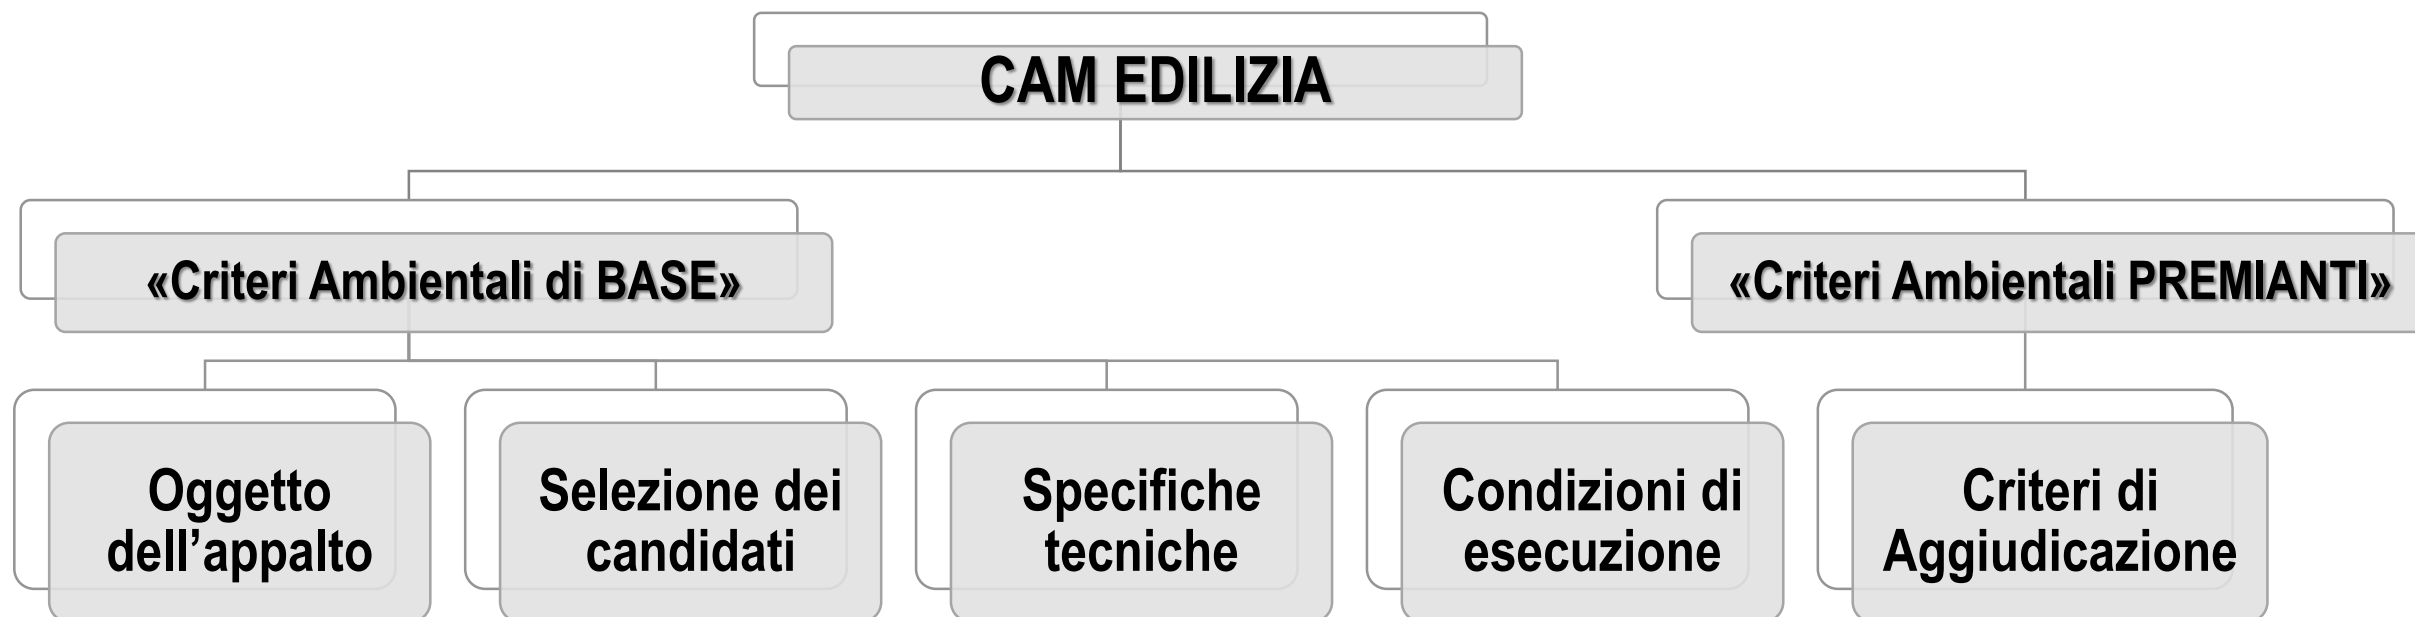 CAM EDILIZIA
«Criteri Ambientali di BASE»
«Criteri Ambientali PREMIANTI»
Oggetto
dell’appalto
Selezione dei
candidati
Specifiche
tecniche
Condizioni di
esecuzione
Criteri di
Aggiudicazione